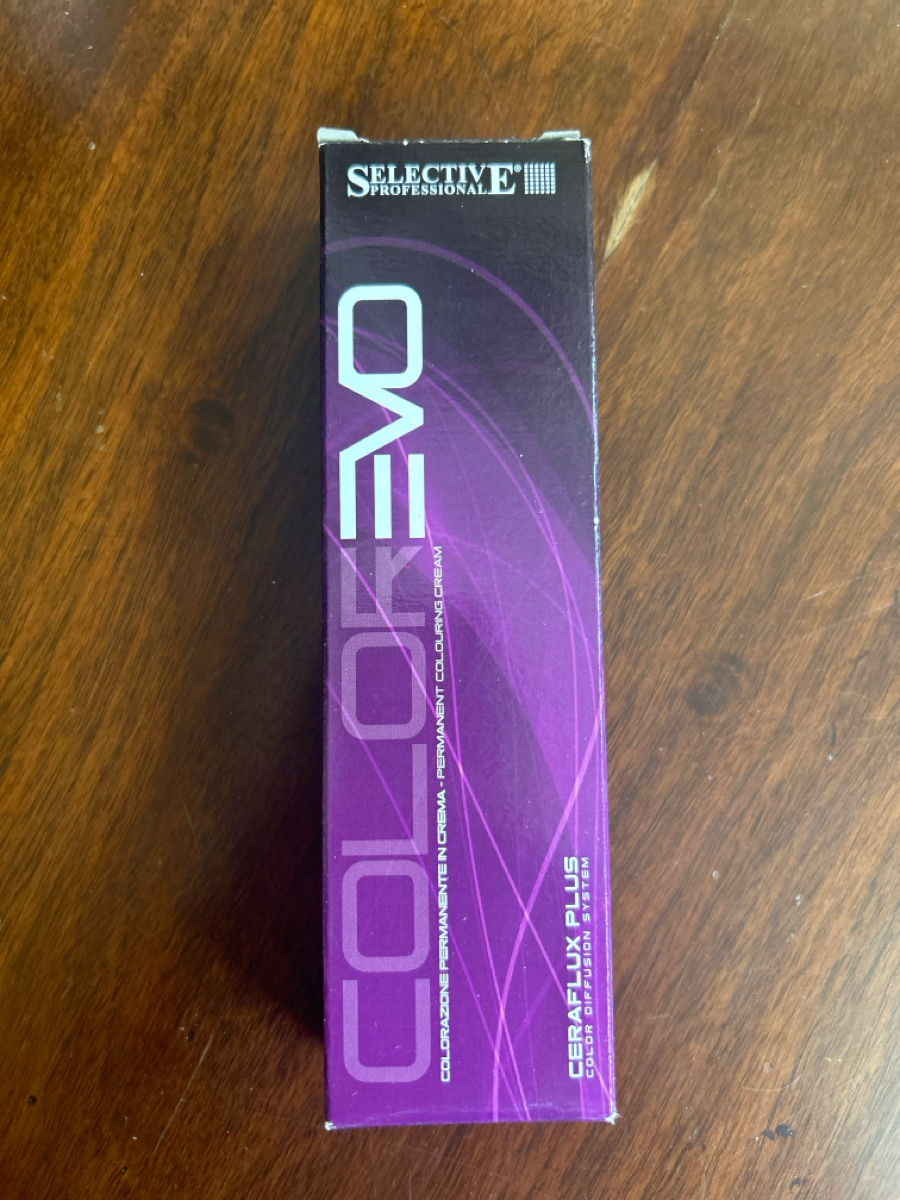 SELECTIVE®
PROFESSIONAL
COLOREVO
COLORAZIONE PERMANENTE IN CREMA - PERMANENT COLOURING CREAM
CERAFLUX PLUS
COLOR DIFFUSION SYSTEM